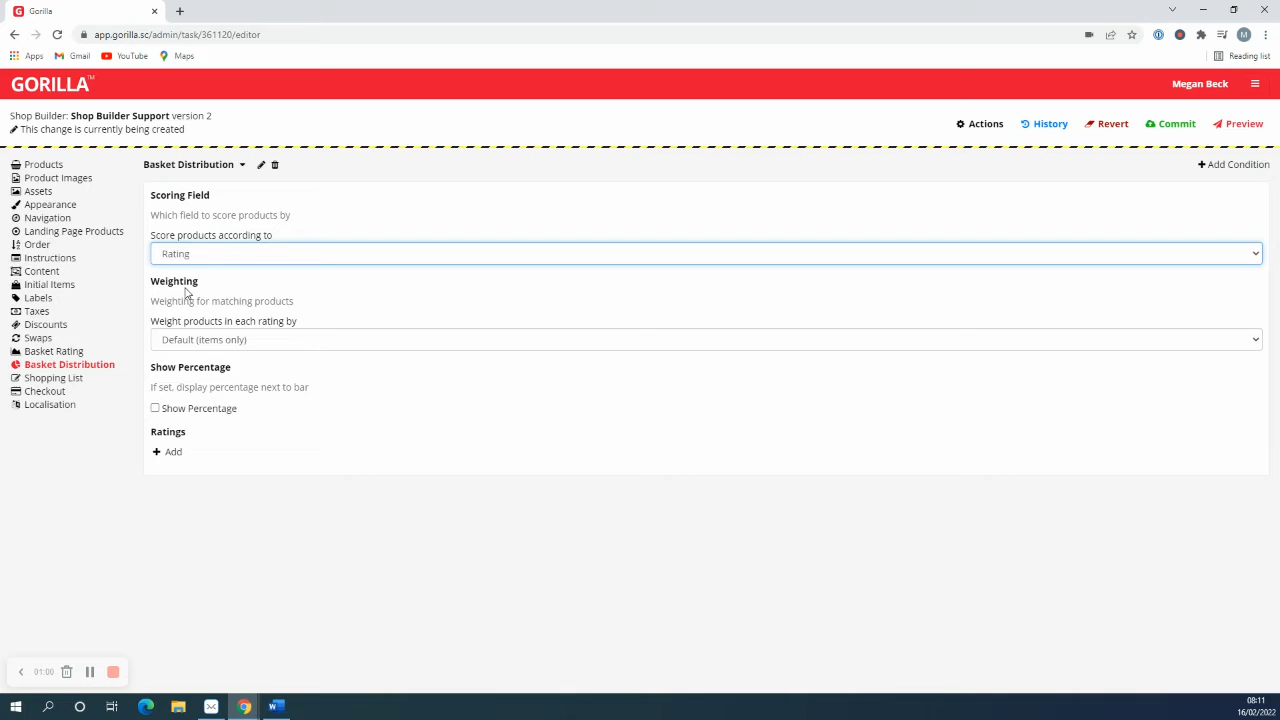 Gorilla
app.gorilla.sc/admin/task/361120/editor
M
Apps Gmail YouTube Maps Reading list
GORILLA™ Megan Beck
Shop Builder: Shop Builder Support version 2
This change is currently being created
Actions History Revert Commit Preview
Products
Product Images
Assets
Appearance
Navigation
Landing Page Products
Order
Instructions
Content
Initial Items
Labels
Taxes
Discounts
Swaps
Basket Rating
Basket Distribution
Shopping List
Checkout
Localisation
Basket Distribution Add Condition
Scoring Field
Which field to score products by
Score products according to
Rating
Weighting
Weighting for matching products
Weight products in each rating by
Default (items only)
Show Percentage
If set, display percentage next to bar
Show Percentage
Ratings
Add
01:00
08:11
16/02/2022